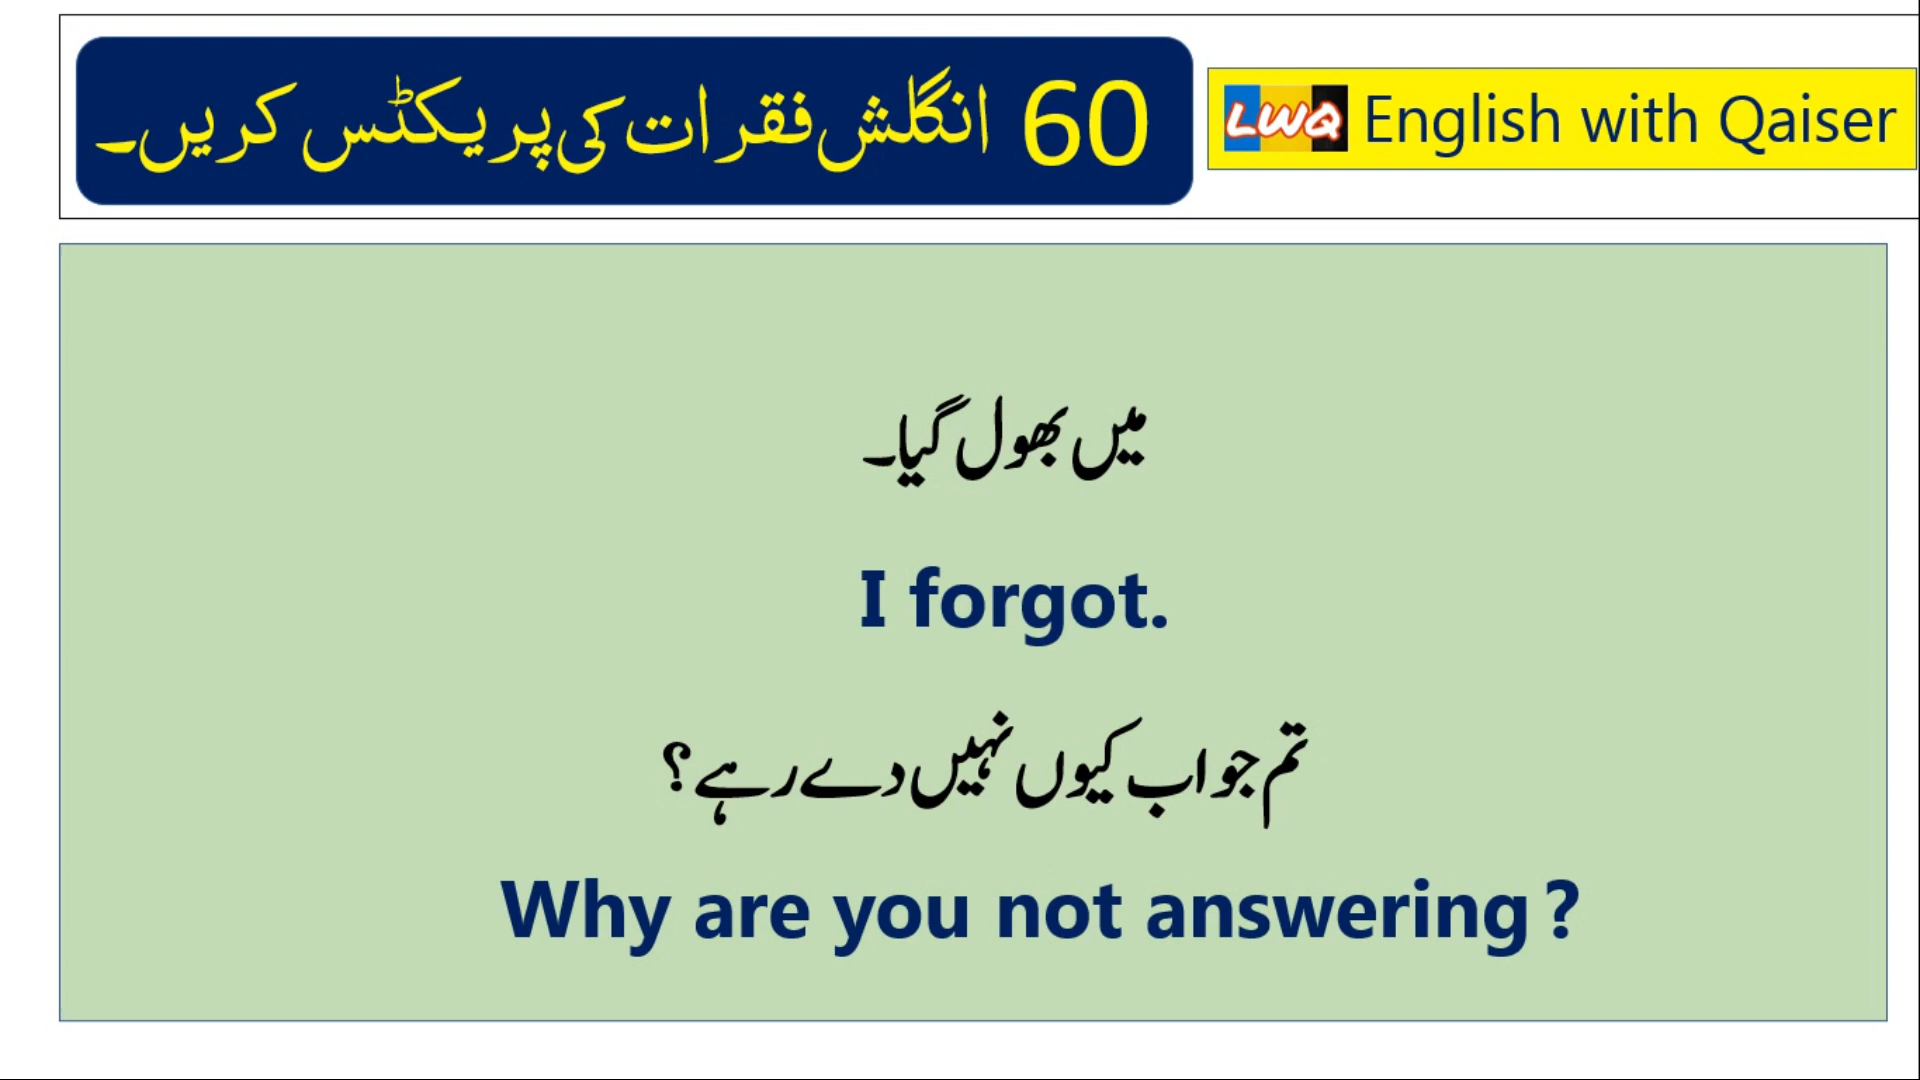 60 انگلش فقرات کی پریکٹس کریں۔
LWQ English with Qaiser
میں بھول گیا۔
I forgot.
تم جواب کیوں نہیں دے رہے؟
Why are you not answering?